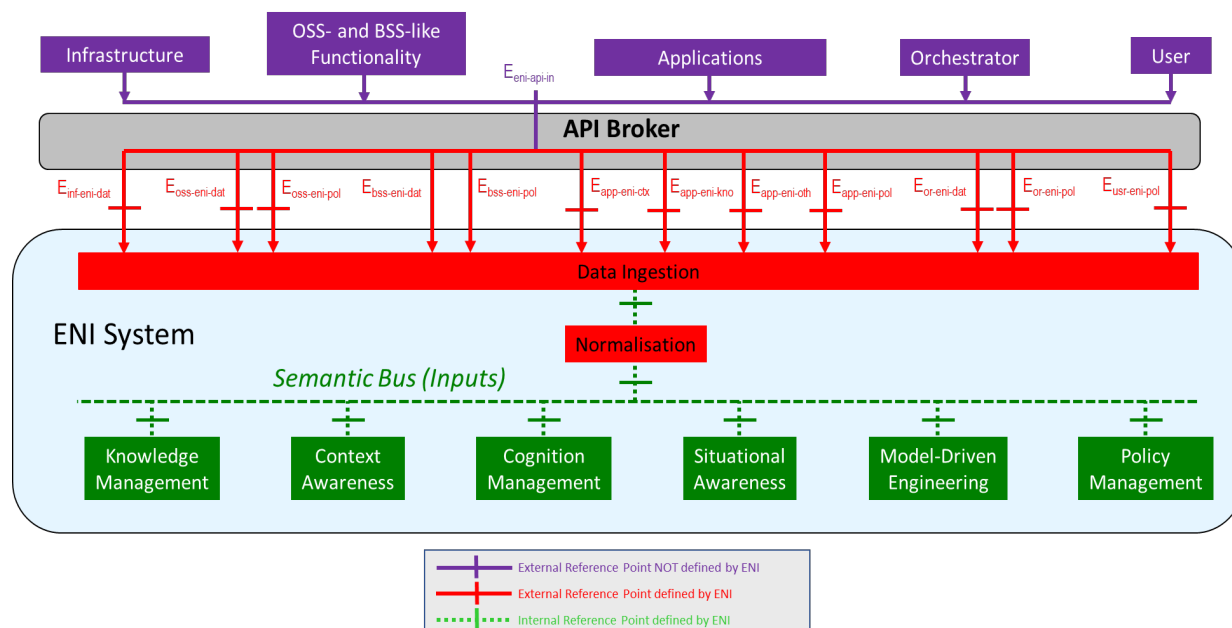 OSS- and BSS-like
Functionality
Infrastructure
Applications
Orchestrator
User
Eeni-api-in
API Broker
Einf-eni-dat
Eoss-eni-dat
Eoss-eni-pol
Ebss-eni-dat
Ebss-eni-pol
Eapp-eni-ctx
Eapp-eni-kno
Eapp-eni-oth
Eapp-eni-pol
Eor-eni-dat
Eor-eni-pol
Eusr-eni-pol
Data Ingestion
ENI System
Normalisation
Semantic Bus (Inputs)
Knowledge
Management
Context
Awareness
Cognition
Management
Situational
Awareness
Model-Driven
Engineering
Policy
Management
External Reference Point NOT defined by ENI
External Reference Point defined by ENI
Internal Reference Point defined by ENI